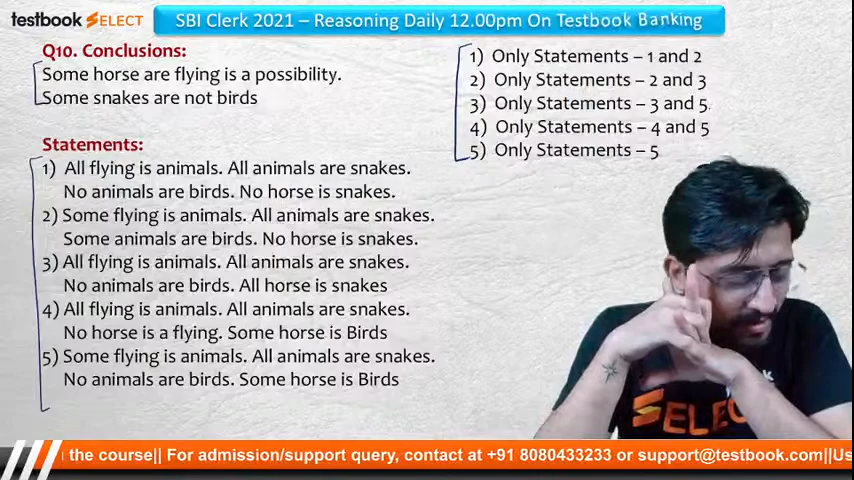 testbook SELECT
SBI Clerk 2021 – Reasoning Daily 12.00pm On Testbook Banking
Q10. Conclusions:
Some horse are flying is a possibility.
Some snakes are not birds
Statements:
1) All flying is animals. All animals are snakes.
No animals are birds. No horse is snakes.
2) Some flying is animals. All animals are snakes.
Some animals are birds. No horse is snakes.
3) All flying is animals. All animals are snakes.
No animals are birds. All horse is snakes
4) All flying is animals. All animals are snakes.
No horse is a flying. Some horse is Birds
5) Some flying is animals. All animals are snakes.
No animals are birds. Some horse is Birds
1) Only Statements – 1 and 2
2) Only Statements – 2 and 3
3) Only Statements – 3 and 5
4) Only Statements – 4 and 5
5) Only Statements – 5
SELECT
the course|| For admission/support query, contact at +91 8080433233 or support@testbook.com||Us